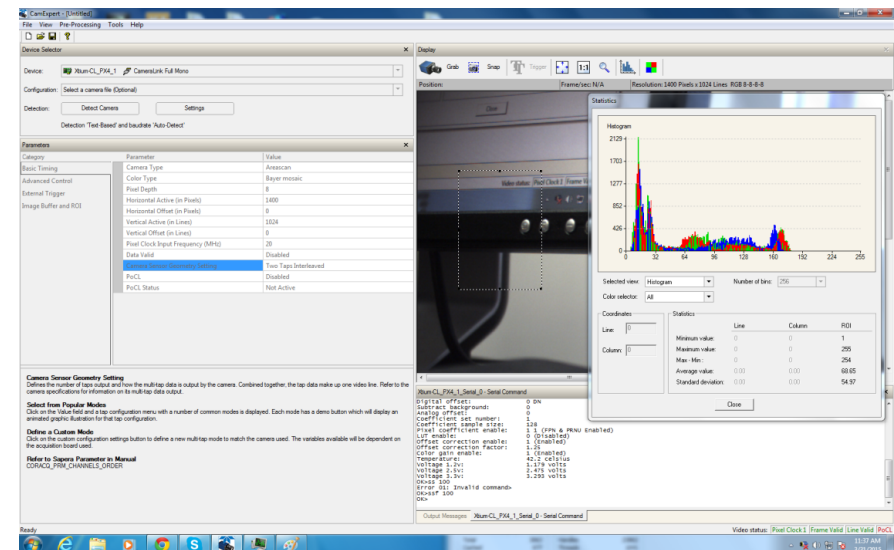 CamExpert - [Untitled]
File View Pre-Processing Tools Help
Device Selector
Device: Xtium-CL_PX4_1 CameraLink Full Mono
Configuration: Select a camera file (Optional)
Detection: Detect Camera Settings
Detection 'Text-Based' and baudrate 'Auto-Detect'
Parameters
Category Parameter Value
Basic Timing
Advanced Control
External Trigger
Image Buffer and ROI
Camera Type Areascan
Color Type Bayer mosaic
Pixel Depth 8
Horizontal Active (in Pixels) 1400
Horizontal Offset (in Pixels) 0
Vertical Active (in Lines) 1024
Vertical Offset (in Lines) 0
Pixel Clock Input Frequency (MHz) 20
Data Valid Disabled
Camera Sensor Geometry Setting Two Taps Interleaved
PoCL Disabled
PoCL Status Not Active
Camera Sensor Geometry Setting
Defines the number of taps output and how the multi-tap data is output by the camera. Combined together, the tap data make up one video line. Refer to the
camera specifications for information on its multi-tap data output.
Select from Popular Modes
Click on the Value field and a tap configuration menu with a number of common modes is displayed. Each mode has a demo button which will display an
animated graphic illustration for that tap configuration.
Define a Custom Mode
Click on the custom configuration settings button to define a new multi-tap mode to match the camera used. The variables available will be dependent on
the acquisition board used.
Refer to Sapera Parameter in Manual
CORACQ_PRM_CHANNELS_ORDER
Display
Grab Snap Trigger 1:1
Position: Frame/sec: N/A Resolution: 1400 Pixels x 1024 Lines RGB 8-8-8-8
Close
Video status: Pixel Clock 1 Frame V
Statistics
Histogram
2129
1703
1277
852
426
0
0 32 64 96 128 160 192 224 255
Selected view: Histogram Number of bins: 256
Color selector: All
Coordinates
Line: 0
Column: 0
Statistics
Line Column ROI
Minimum value: 0 0 1
Maximum value: 0 0 255
Max - Min : 0 0 254
Average value: 0.00 0.00 68.65
Standard deviation: 0.00 0.00 54.97
Close
Xtium-CL_PX4_1_Serial_0 - Serial Command
Digital offset: 0 DN
Subtract background: 0
Analog offset: 0
Coefficient set number: 1
Coefficient sample size: 128
Pixel coefficient enable: 1 1 (FPN & PRNU Enabled)
LUT enable: 0 (Disabled)
Offset correction enable: 1 (Enabled)
Offset correction factor: 1.25
Color gain enable: 1 (Enabled)
Temperature: 42.2 Celsius
Voltage 1.2v: 1.179 volts
Voltage 2.5v: 2.475 volts
Voltage 3.3v: 3.293 volts
OK>ss 100
Error 01: Invalid command>
OK>ssf 100
OK>
Output Messages Xtium-CL_PX4_1_Serial_0 - Serial Command
Ready
Video status: Pixel Clock 1 Frame Valid Line Valid PoCL
11:37 AM